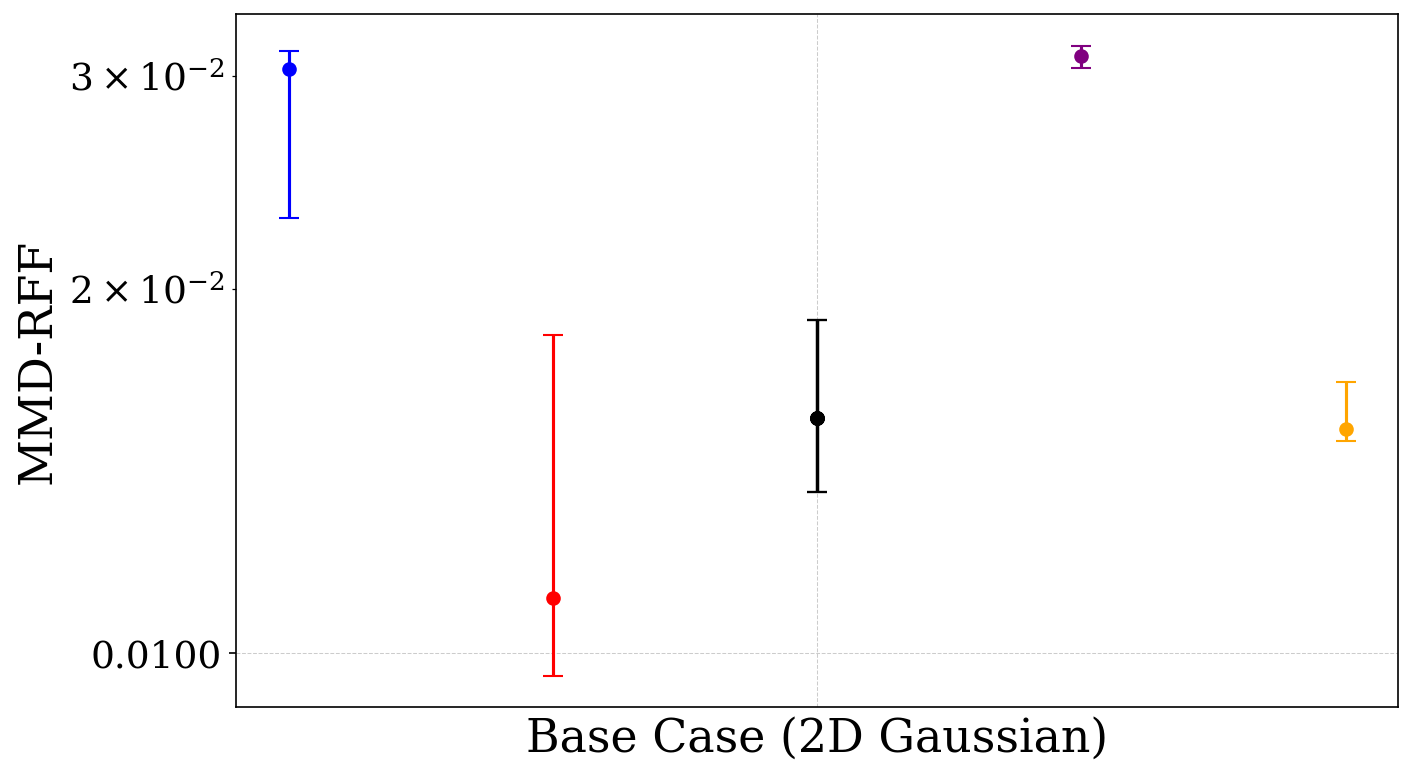 MMD-RFF
3 × 10⁻²
2 × 10⁻²
0.0100
Base Case (2D Gaussian)